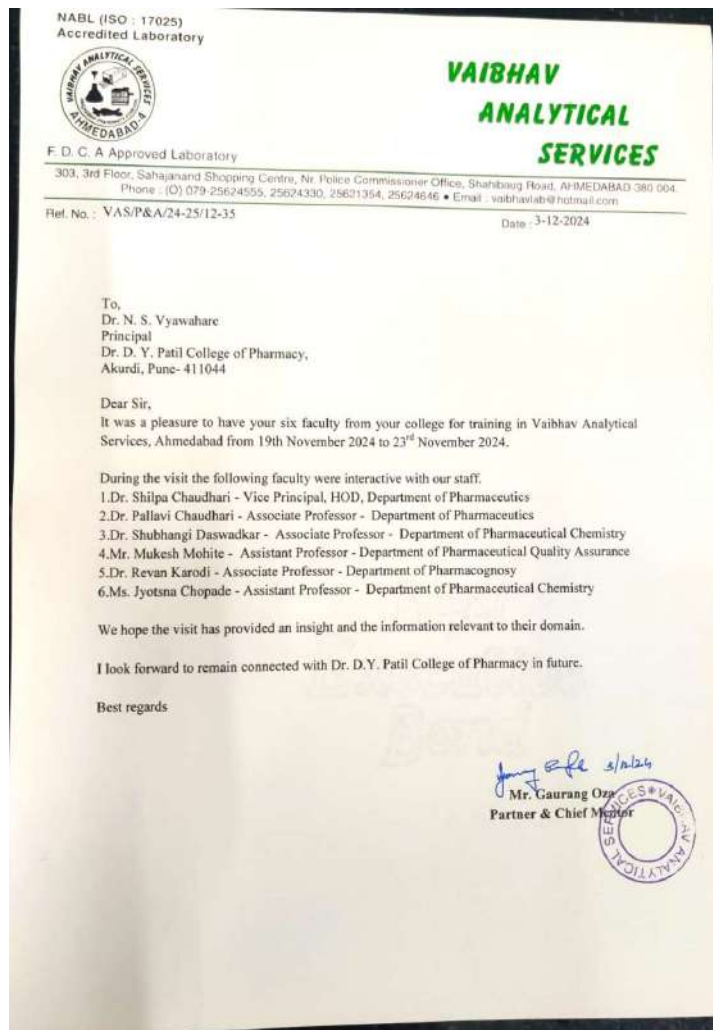 NABL (ISO : 17025)
Accredited Laboratory
VAIBHAV ANALYTICAL SERVICES
AHMEDABAD-4
F. D. C. A Approved Laboratory
VAIBHAV
ANALYTICAL
SERVICES
303, 3rd Floor, Sahajanand Shopping Centre, Nr. Police Commissioner Office, Shahibaug Road, AHMEDABAD-380 004.
Phone : (O) 079-25624555, 25624330, 25621354, 25624646 • Email : vaibhavlab@hotmail.com
Ref. No. : VAS/P&A/24-25/12-35
Date : 3-12-2024
To,
Dr. N. S. Vyawahare
Principal
Dr. D. Y. Patil College of Pharmacy,
Akurdi, Pune- 411044
Dear Sir,
It was a pleasure to have your six faculty from your college for training in Vaibhav Analytical
Services, Ahmedabad from 19th November 2024 to 23rd November 2024.
During the visit the following faculty were interactive with our staff.
1.Dr. Shilpa Chaudhari - Vice Principal, HOD, Department of Pharmaceutics
2.Dr. Pallavi Chaudhari - Associate Professor - Department of Pharmaceutics
3.Dr. Shubhangi Daswadkar - Associate Professor - Department of Pharmaceutical Chemistry
4.Mr. Mukesh Mohite - Assistant Professor - Department of Pharmaceutical Quality Assurance
5.Dr. Revan Karodi - Associate Professor - Department of Pharmacognosy
6.Ms. Jyotsna Chopade - Assistant Professor - Department of Pharmaceutical Chemistry
We hope the visit has provided an insight and the information relevant to their domain.
I look forward to remain connected with Dr. D.Y. Patil College of Pharmacy in future.
Best regards
3/12/24
Mr. Gaurang Oza
Partner & Chief Mentor
VAIBHAV ANALYTICAL SERVICES